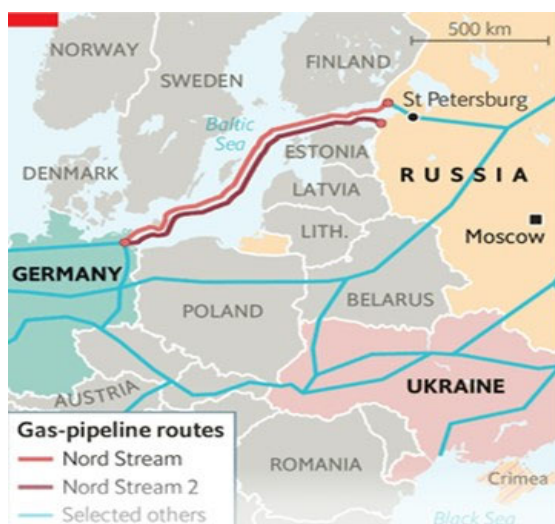 NORWAY
SWEDEN
FINLAND
500 km
St Petersburg
Baltic
Sea
ESTONIA
DENMARK
LATVIA
RUSSIA
LITH.
Moscow
GERMANY
POLAND
BELARUS
AUSTRIA
UKRAINE
Gas-pipeline routes
Nord Stream
Nord Stream 2
Selected others
ROMANIA
Crimea
Black Sea